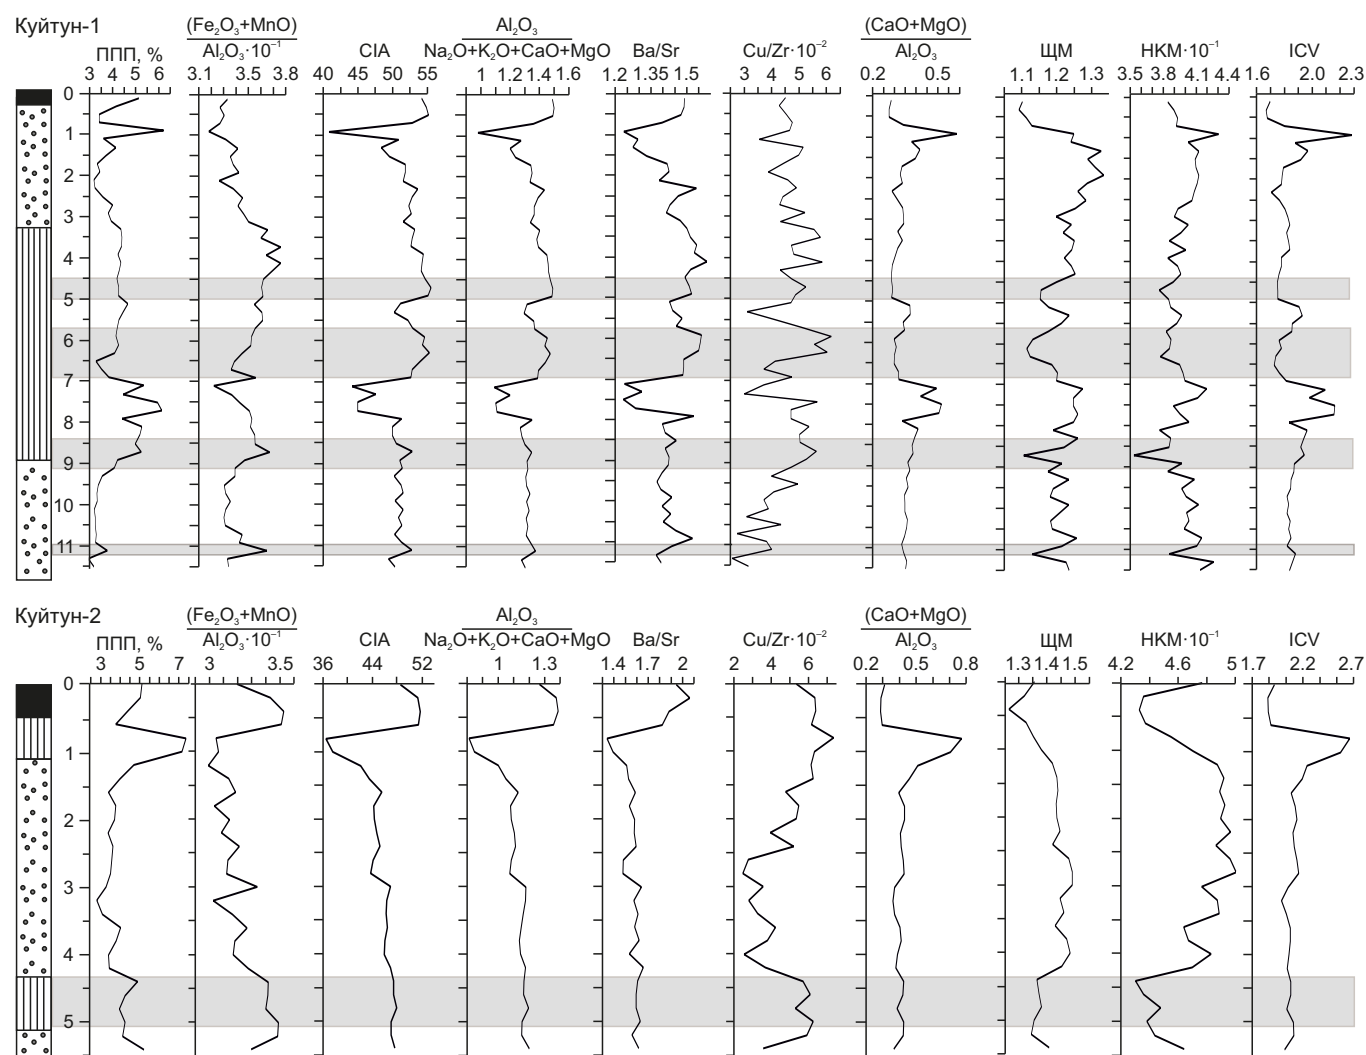 Куйтун-1
(Fe₂O₃+MnO)
Al₂O₃
(CaO+MgO)
ППП, %
Al₂O₃·10⁻¹
CIA
Na₂O+K₂O+CaO+MgO
Ba/Sr
Cu/Zr·10⁻²
Al₂O₃
ЩМ
НКМ·10⁻¹
ICV
3 4 5 6 3.1 3.5 3.8 40 45 50 55 1 1.2 1.4 1.6 1.2 1.35 1.5 3 4 5 6 0.2 0.5 1.1 1.2 1.3 3.5 3.8 4.1 4.4 1.6 2.0 2.3
0
1
2
3
4
5
6
7
8
9
10
11
Куйтун-2
(Fe₂O₃+MnO)
Al₂O₃
(CaO+MgO)
ППП, %
Al₂O₃·10⁻¹
CIA
Na₂O+K₂O+CaO+MgO
Ba/Sr
Cu/Zr·10⁻²
Al₂O₃
ЩМ
НКМ·10⁻¹
ICV
3 5 7 3 3.5 36 44 52 1 1.3 1.4 1.7 2 2 4 6 0.2 0.5 0.8 1.3 1.4 1.5 4.2 4.6 5 1.7 2.2 2.7
0
1
2
3
4
5